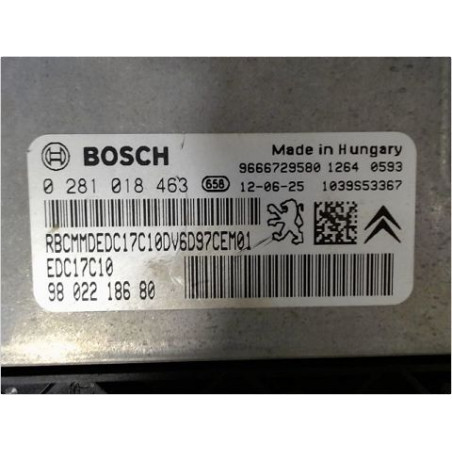 BOSCH
Made in Hungary
9666729580 1264 0593
0 281 018 463 658 12-06-25 1039S53367
RBCMMDEDC17C10DV6D97CEM01
EDC17C10
98 022 186 80